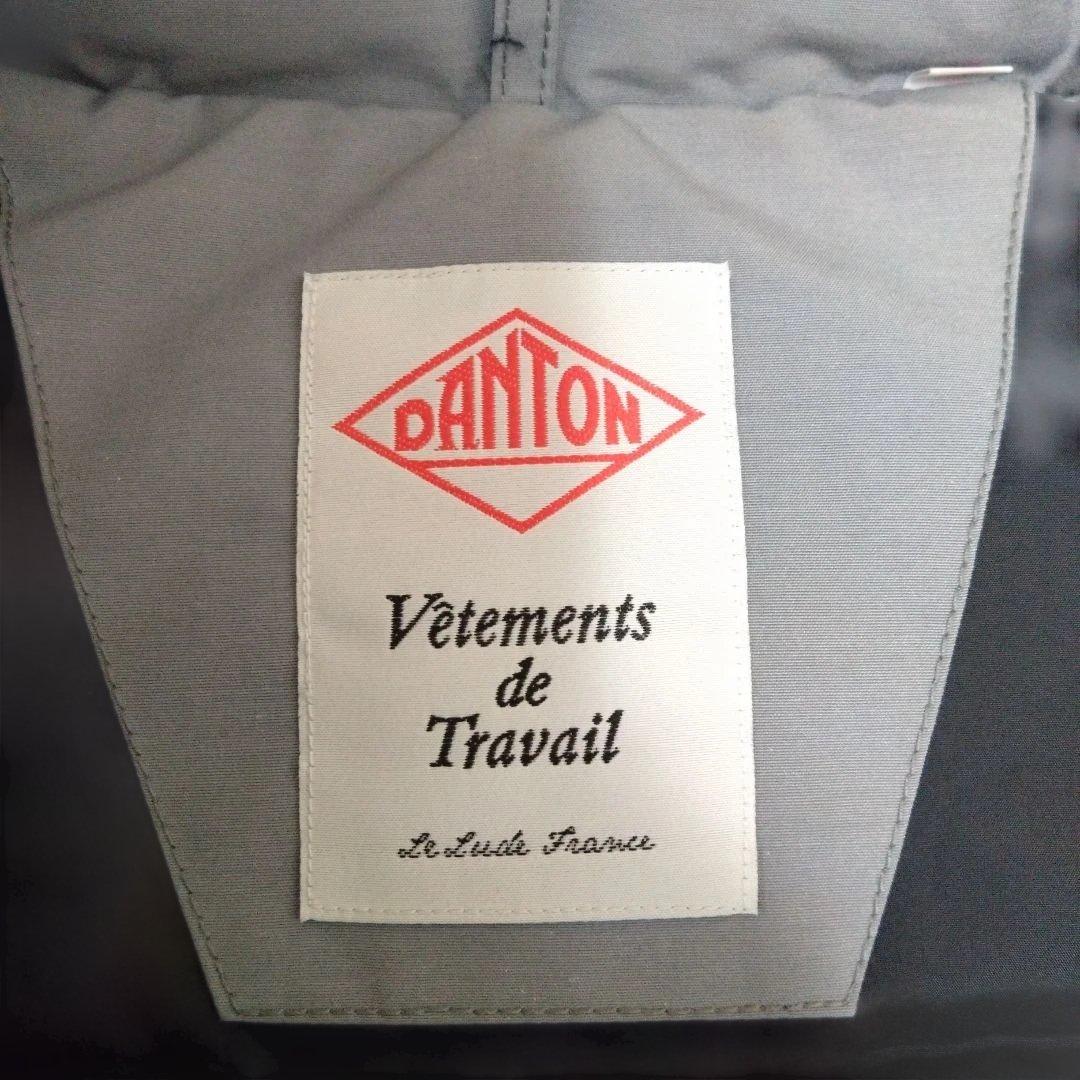 DANTON
Vêtements
de
Travail
Le Lude France